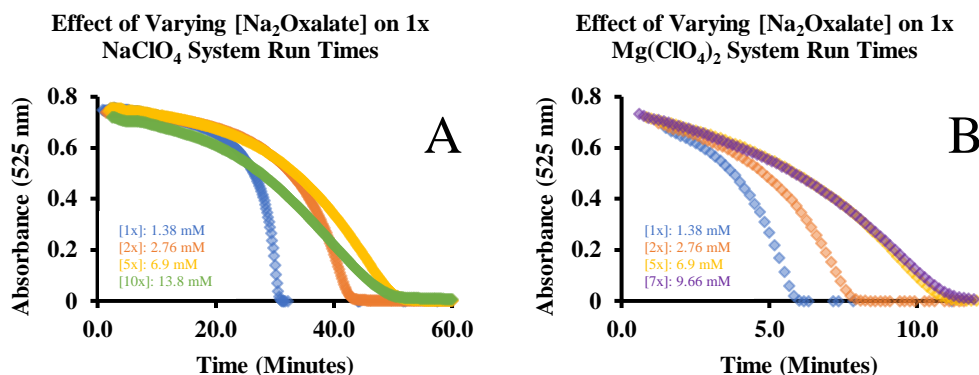 Effect of Varying [Na₂Oxalate] on 1x
NaClO₄ System Run Times
Absorbance (525 nm)
0.8
0.6
0.4
0.2
0
A
[1x]: 1.38 mM
[2x]: 2.76 mM
[5x]: 6.9 mM
[10x]: 13.8 mM
0.0 20.0 40.0 60.0
Time (Minutes)
Effect of Varying [Na₂Oxalate] on 1x
Mg(ClO₄)₂ System Run Times
Absorbance (525 nm)
0.8
0.6
0.4
0.2
0
B
[1x]: 1.38 mM
[2x]: 2.76 mM
[5x]: 6.9 mM
[7x]: 9.66 mM
0.0 5.0 10.0
Time (Minutes)